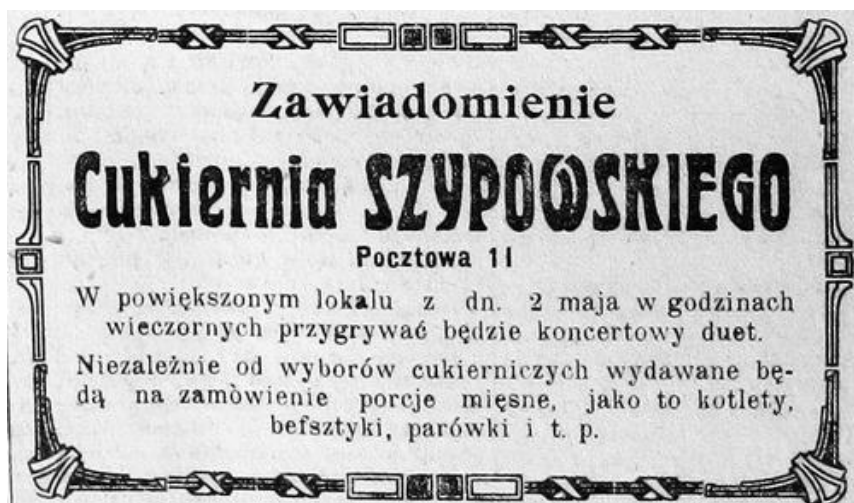 Zawiadomienie
Cukiernia SZYPOWSKIEGO
Pocztowa 11
W powiększonym lokalu z dn. 2 maja w godzinach
wieczornych przygrywać będzie koncertowy duet.
Niezależnie od wyborów cukierniczych wydawane bę-
dą na zamòwienie porcje mięsne, jako to kotlety,
befsztyki, parówki i t. p.